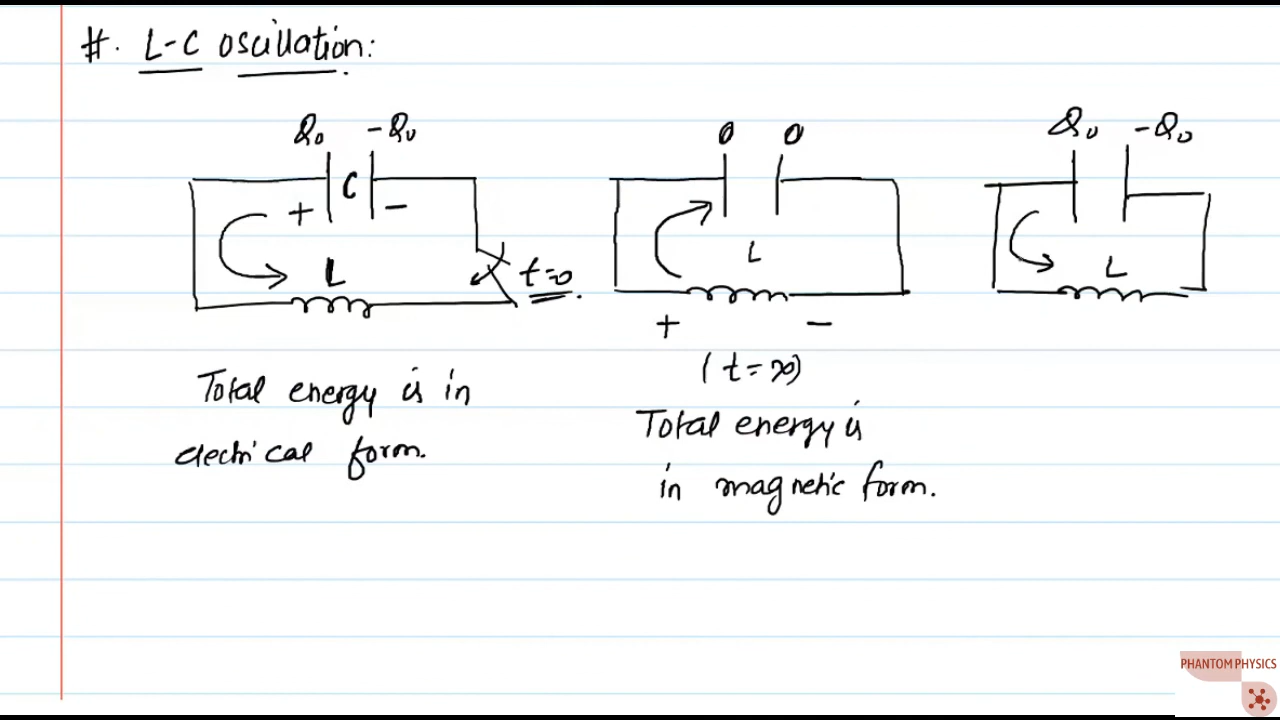 #. L-C oscillation:
Q₀ -Q₀
C
+ -
L
t=0
0 0
L
+ -
(t=∞)
Q₀ -Q₀
L
Total energy is in
electrical form.
Total energy is
in magnetic form.
PHANTOM PHYSICS